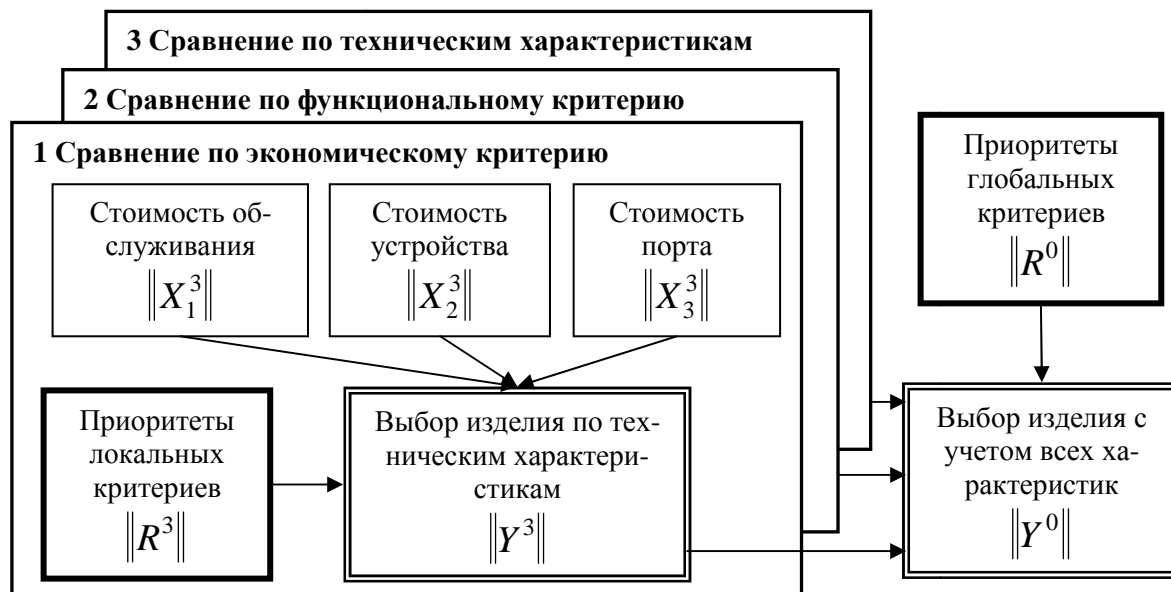 3 Сравнение по техническим характеристикам
2 Сравнение по функциональному критерию
1 Сравнение по экономическому критерию
Стоимость об-
служивания
‖X₁³‖
Стоимость
устройства
‖X₂³‖
Стоимость
порта
‖X₃³‖
Приоритеты
глобальных
критериев
‖R⁰‖
Приоритеты
локальных
критериев
‖R³‖
Выбор изделия по тех-
ническим характери-
стикам
‖Y³‖
Выбор изделия с
учетом всех ха-
рактеристик
‖Y⁰‖